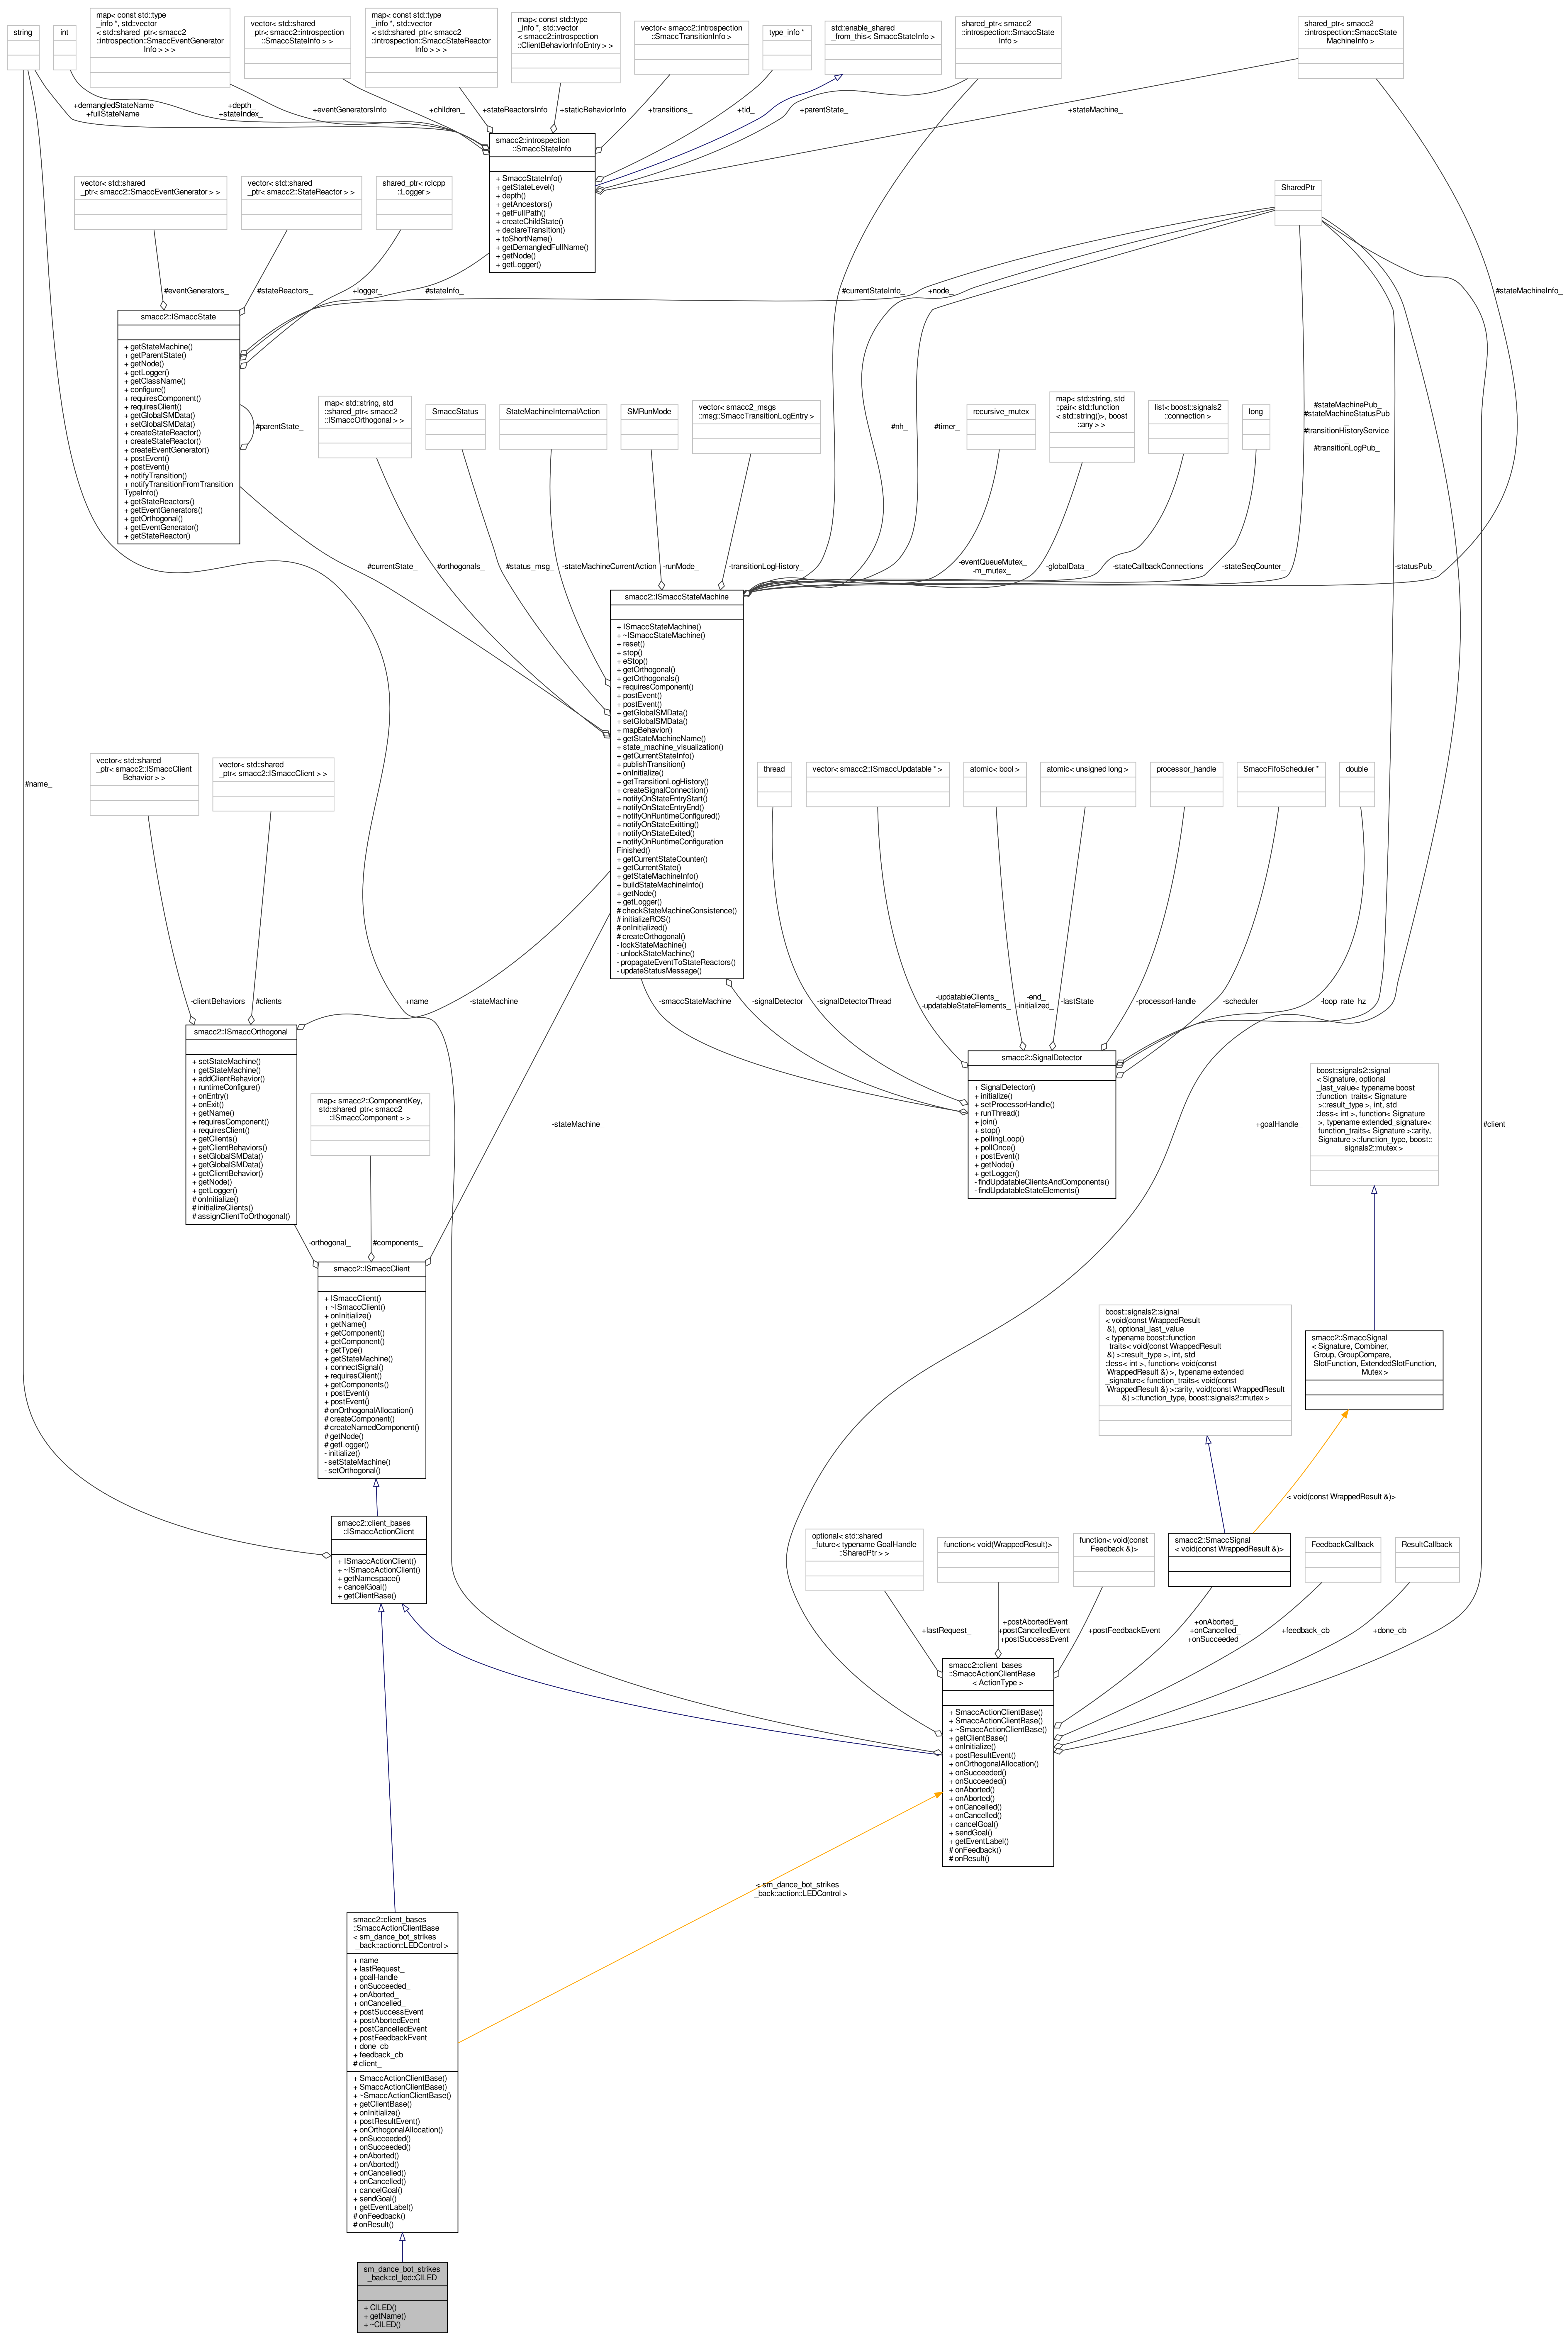 string
int
map< const std::type
_info *, std::vector
< std::shared_ptr< smacc2
::introspection::SmaccEventGenerator
Info > > >
vector< std::shared
_ptr< smacc2::introspection
::SmaccStateInfo > >
map< const std::type
_info *, std::vector
< std::shared_ptr< smacc2
::introspection::SmaccStateReactor
Info > > >
map< const std::type
_info *, std::vector
< smacc2::introspection
::ClientBehaviorInfoEntry > >
vector< smacc2::introspection
::SmaccTransitionInfo >
type_info *
std::enable_shared
_from_this< SmaccStateInfo >
shared_ptr< smacc2
::introspection::SmaccState
Info >
shared_ptr< smacc2
::introspection::SmaccState
MachineInfo >
+demangledStateName
+fullStateName
+depth_
+stateIndex_
+eventGeneratorsInfo
+children_
+stateReactorsInfo
+staticBehaviorInfo
+transitions_
+tid_
+parentState_
+stateMachine_
smacc2::introspection
::SmaccStateInfo
+ SmaccStateInfo()
+ getStateLevel()
+ depth()
+ getAncestors()
+ getFullPath()
+ createChildState()
+ declareTransition()
+ toShortName()
+ getDemangledFullName()
+ getNode()
+ getLogger()
vector< std::shared
_ptr< smacc2::SmaccEventGenerator > >
vector< std::shared
_ptr< smacc2::StateReactor > >
shared_ptr< rclcpp
::Logger >
SharedPtr
#eventGenerators_
#stateReactors_
+logger_
#stateInfo_
#currentStateInfo_
+node_
#stateMachineInfo_
smacc2::ISmaccState
+ getStateMachine()
+ getParentState()
+ getNode()
+ getLogger()
+ getClassName()
+ configure()
+ requiresComponent()
+ requiresClient()
+ getGlobalSMData()
+ setGlobalSMData()
+ createStateReactor()
+ createStateReactor()
+ createEventGenerator()
+ postEvent()
+ postEvent()
+ notifyTransition()
+ notifyTransitionFromTransition
TypeInfo()
+ getStateReactors()
+ getEventGenerators()
+ getOrthogonal()
+ getEventGenerator()
+ getStateReactor()
#parentState_
map< std::string, std
::shared_ptr< smacc2
::ISmaccOrthogonal > >
SmaccStatus
StateMachineInternalAction
SMRunMode
vector< smacc2_msgs
::msg::SmaccTransitionLogEntry >
#nh_
#timer_
recursive_mutex
map< std::string, std
::pair< std::function
< std::string()>, boost
::any > >
list< boost::signals2
::connection >
long
#stateMachinePub_
#stateMachineStatusPub
_
#transitionHistoryService
_
#transitionLogPub_
#currentState_
#orthogonals_
#status_msg_
-stateMachineCurrentAction
-runMode_
-transitionLogHistory_
-eventQueueMutex_
-m_mutex_
-globalData_
-stateCallbackConnections
-stateSeqCounter_
-statusPub_
smacc2::ISmaccStateMachine
+ ISmaccStateMachine()
+ ~ISmaccStateMachine()
+ reset()
+ stop()
+ eStop()
+ getOrthogonal()
+ getOrthogonals()
+ requiresComponent()
+ postEvent()
+ postEvent()
+ getGlobalSMData()
+ setGlobalSMData()
+ mapBehavior()
+ getStateMachineName()
+ state_machine_visualization()
+ getCurrentStateInfo()
+ publishTransition()
+ onInitialize()
+ getTransitionLogHistory()
+ createSignalConnection()
+ notifyOnStateEntryStart()
+ notifyOnStateEntryEnd()
+ notifyOnRuntimeConfigured()
+ notifyOnStateExitting()
+ notifyOnStateExited()
+ notifyOnRuntimeConfiguration
Finished()
+ getCurrentStateCounter()
+ getCurrentState()
+ getStateMachineInfo()
+ buildStateMachineInfo()
+ getNode()
+ getLogger()
# checkStateMachineConsistence()
# initializeROS()
# onInitialized()
# createOrthogonal()
- lockStateMachine()
- unlockStateMachine()
- propagateEventToStateReactors()
- updateStatusMessage()
#name_
vector< std::shared
_ptr< smacc2::ISmaccClient
Behavior > >
vector< std::shared
_ptr< smacc2::ISmaccClient > >
thread
vector< smacc2::ISmaccUpdatable * >
atomic< bool >
atomic< unsigned long >
processor_handle
SmaccFifoScheduler *
double
-clientBehaviors_
#clients_
+name_
-stateMachine_
-smaccStateMachine_
-signalDetector_
-signalDetectorThread_
-updatableClients_
-updatableStateElements_
-end_
-initialized_
-lastState_
-processorHandle_
-scheduler_
-loop_rate_hz
smacc2::ISmaccOrthogonal
+ setStateMachine()
+ getStateMachine()
+ addClientBehavior()
+ runtimeConfigure()
+ onEntry()
+ onExit()
+ getName()
+ requiresComponent()
+ requiresClient()
+ getClients()
+ getClientBehaviors()
+ setGlobalSMData()
+ getGlobalSMData()
+ getClientBehavior()
+ getNode()
+ getLogger()
# onInitialize()
# initializeClients()
# assignClientToOrthogonal()
smacc2::SignalDetector
+ SignalDetector()
+ initialize()
+ setProcessorHandle()
+ runThread()
+ join()
+ stop()
+ pollingLoop()
+ pollOnce()
+ postEvent()
+ getNode()
+ getLogger()
- findUpdatableClientsAndComponents()
- findUpdatableStateElements()
map< smacc2::ComponentKey,
std::shared_ptr< smacc2
::ISmaccComponent > >
-stateMachine_
+goalHandle_
boost::signals2::signal
< Signature, optional
_last_value< typename boost
::function_traits< Signature
>::result_type >, int, std
::less< int >, function< Signature
>, typename extended_signature<
function_traits< Signature >::arity,
Signature >::function_type, boost::
signals2::mutex >
#client_
-orthogonal_
#components_
smacc2::ISmaccClient
+ ISmaccClient()
+ ~ISmaccClient()
+ onInitialize()
+ getName()
+ getComponent()
+ getComponent()
+ getType()
+ getStateMachine()
+ connectSignal()
+ requiresClient()
+ getComponents()
+ postEvent()
+ postEvent()
# onOrthogonalAllocation()
# createComponent()
# createNamedComponent()
# getNode()
# getLogger()
- initialize()
- setStateMachine()
- setOrthogonal()
boost::signals2::signal
< void(const WrappedResult
&), optional_last_value
< typename boost::function
_traits< void(const WrappedResult
&) >::result_type >, int, std
::less< int >, function< void(const
WrappedResult &) >, typename extended
_signature< function_traits< void(const
WrappedResult &) >::arity, void(const WrappedResult
&) >::function_type, boost::signals2::mutex >
smacc2::SmaccSignal
< Signature, Combiner,
Group, GroupCompare,
SlotFunction, ExtendedSlotFunction,
Mutex >
< void(const WrappedResult &)>
smacc2::client_bases
::ISmaccActionClient
+ ISmaccActionClient()
+ ~ISmaccActionClient()
+ getNamespace()
+ cancelGoal()
+ getClientBase()
optional< std::shared
_future< typename GoalHandle
::SharedPtr > >
function< void(WrappedResult)>
function< void(const
Feedback &)>
smacc2::SmaccSignal
< void(const WrappedResult &)>
FeedbackCallback
ResultCallback
+lastRequest_
+postAbortedEvent
+postCancelledEvent
+postSuccessEvent
+postFeedbackEvent
+onAborted_
+onCancelled_
+onSucceeded_
+feedback_cb
+done_cb
smacc2::client_bases
::SmaccActionClientBase
< ActionType >
+ SmaccActionClientBase()
+ SmaccActionClientBase()
+ ~SmaccActionClientBase()
+ getClientBase()
+ onInitialize()
+ postResultEvent()
+ onOrthogonalAllocation()
+ onSucceeded()
+ onSucceeded()
+ onAborted()
+ onAborted()
+ onCancelled()
+ onCancelled()
+ cancelGoal()
+ sendGoal()
+ getEventLabel()
# onFeedback()
# onResult()
< sm_dance_bot_strikes
_back::action::LEDControl >
smacc2::client_bases
::SmaccActionClientBase
< sm_dance_bot_strikes
_back::action::LEDControl >
+ name_
+ lastRequest_
+ goalHandle_
+ onSucceeded_
+ onAborted_
+ onCancelled_
+ postSuccessEvent
+ postAbortedEvent
+ postCancelledEvent
+ postFeedbackEvent
+ done_cb
+ feedback_cb
# client_
+ SmaccActionClientBase()
+ SmaccActionClientBase()
+ ~SmaccActionClientBase()
+ getClientBase()
+ onInitialize()
+ postResultEvent()
+ onOrthogonalAllocation()
+ onSucceeded()
+ onSucceeded()
+ onAborted()
+ onAborted()
+ onCancelled()
+ onCancelled()
+ cancelGoal()
+ sendGoal()
+ getEventLabel()
# onFeedback()
# onResult()
sm_dance_bot_strikes
_back::cl_led::ClLED
+ ClLED()
+ getName()
+ ~ClLED()